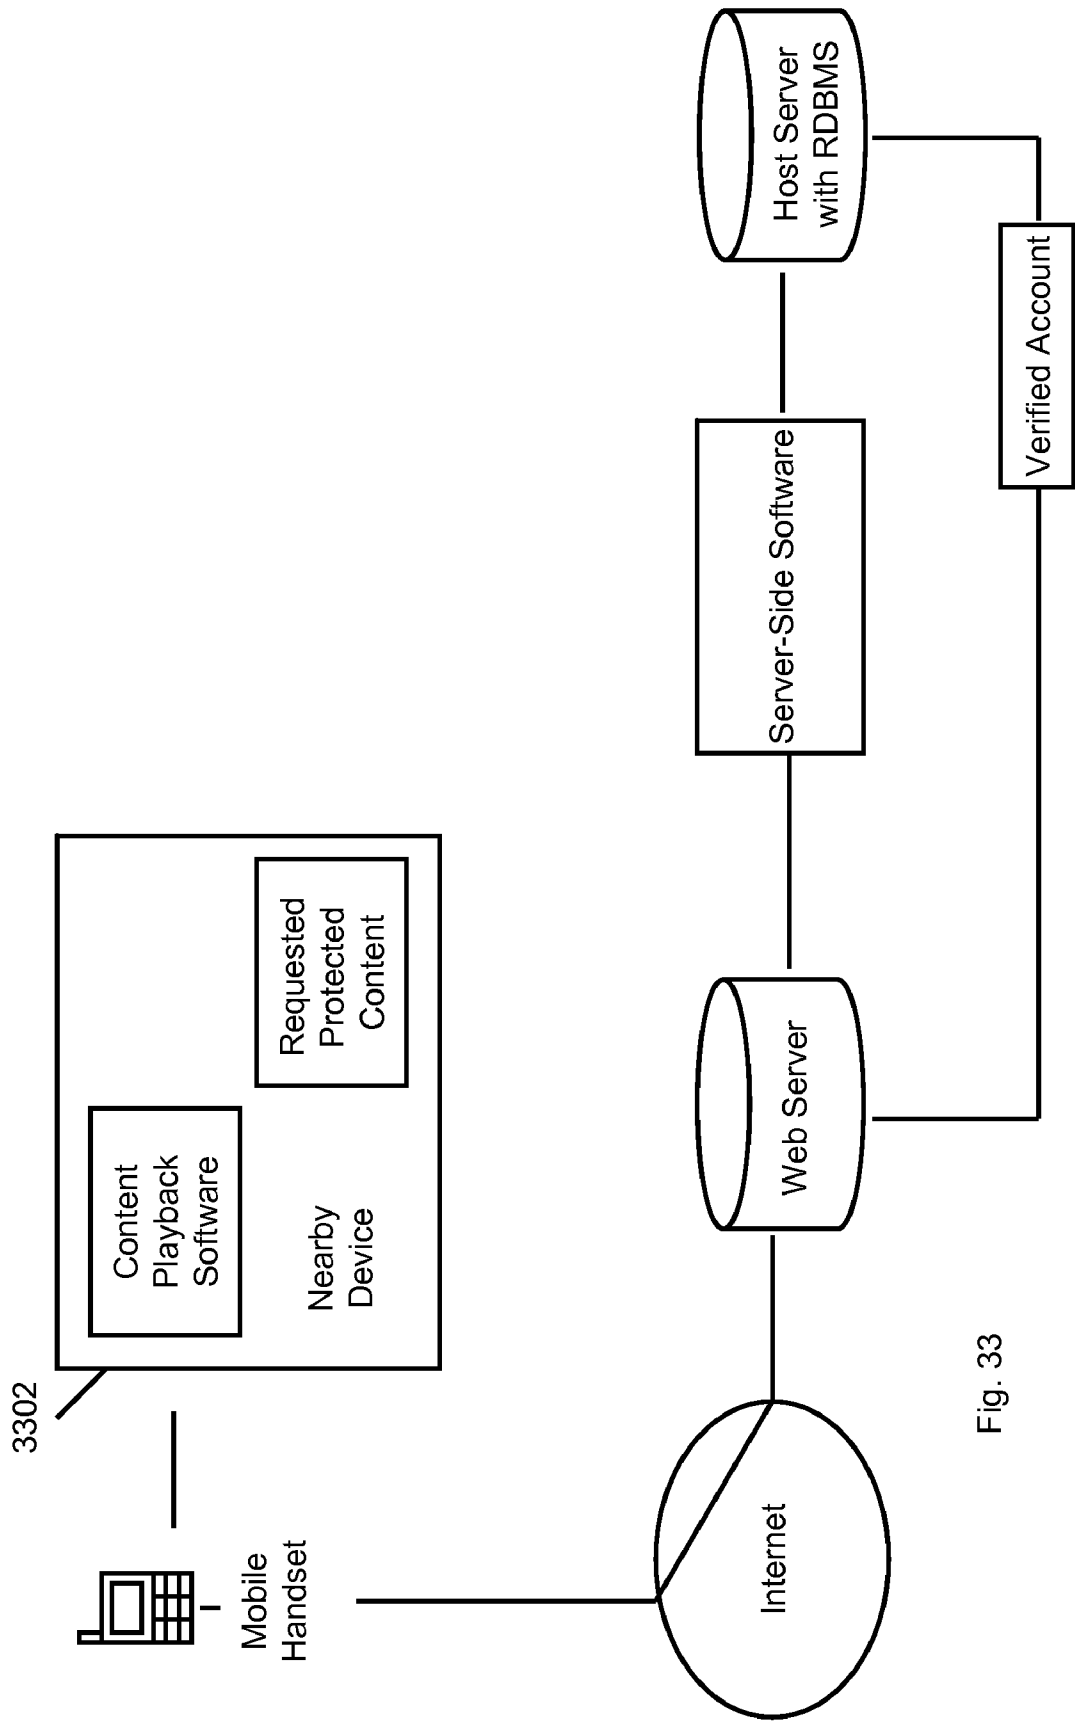 3302
Content
Playback
Software
Requested
Protected
Content
Nearby
Device
Mobile
Handset
Internet
Web Server
Server-Side Software
Host Server
with RDBMS
Verified Account
Fig. 33